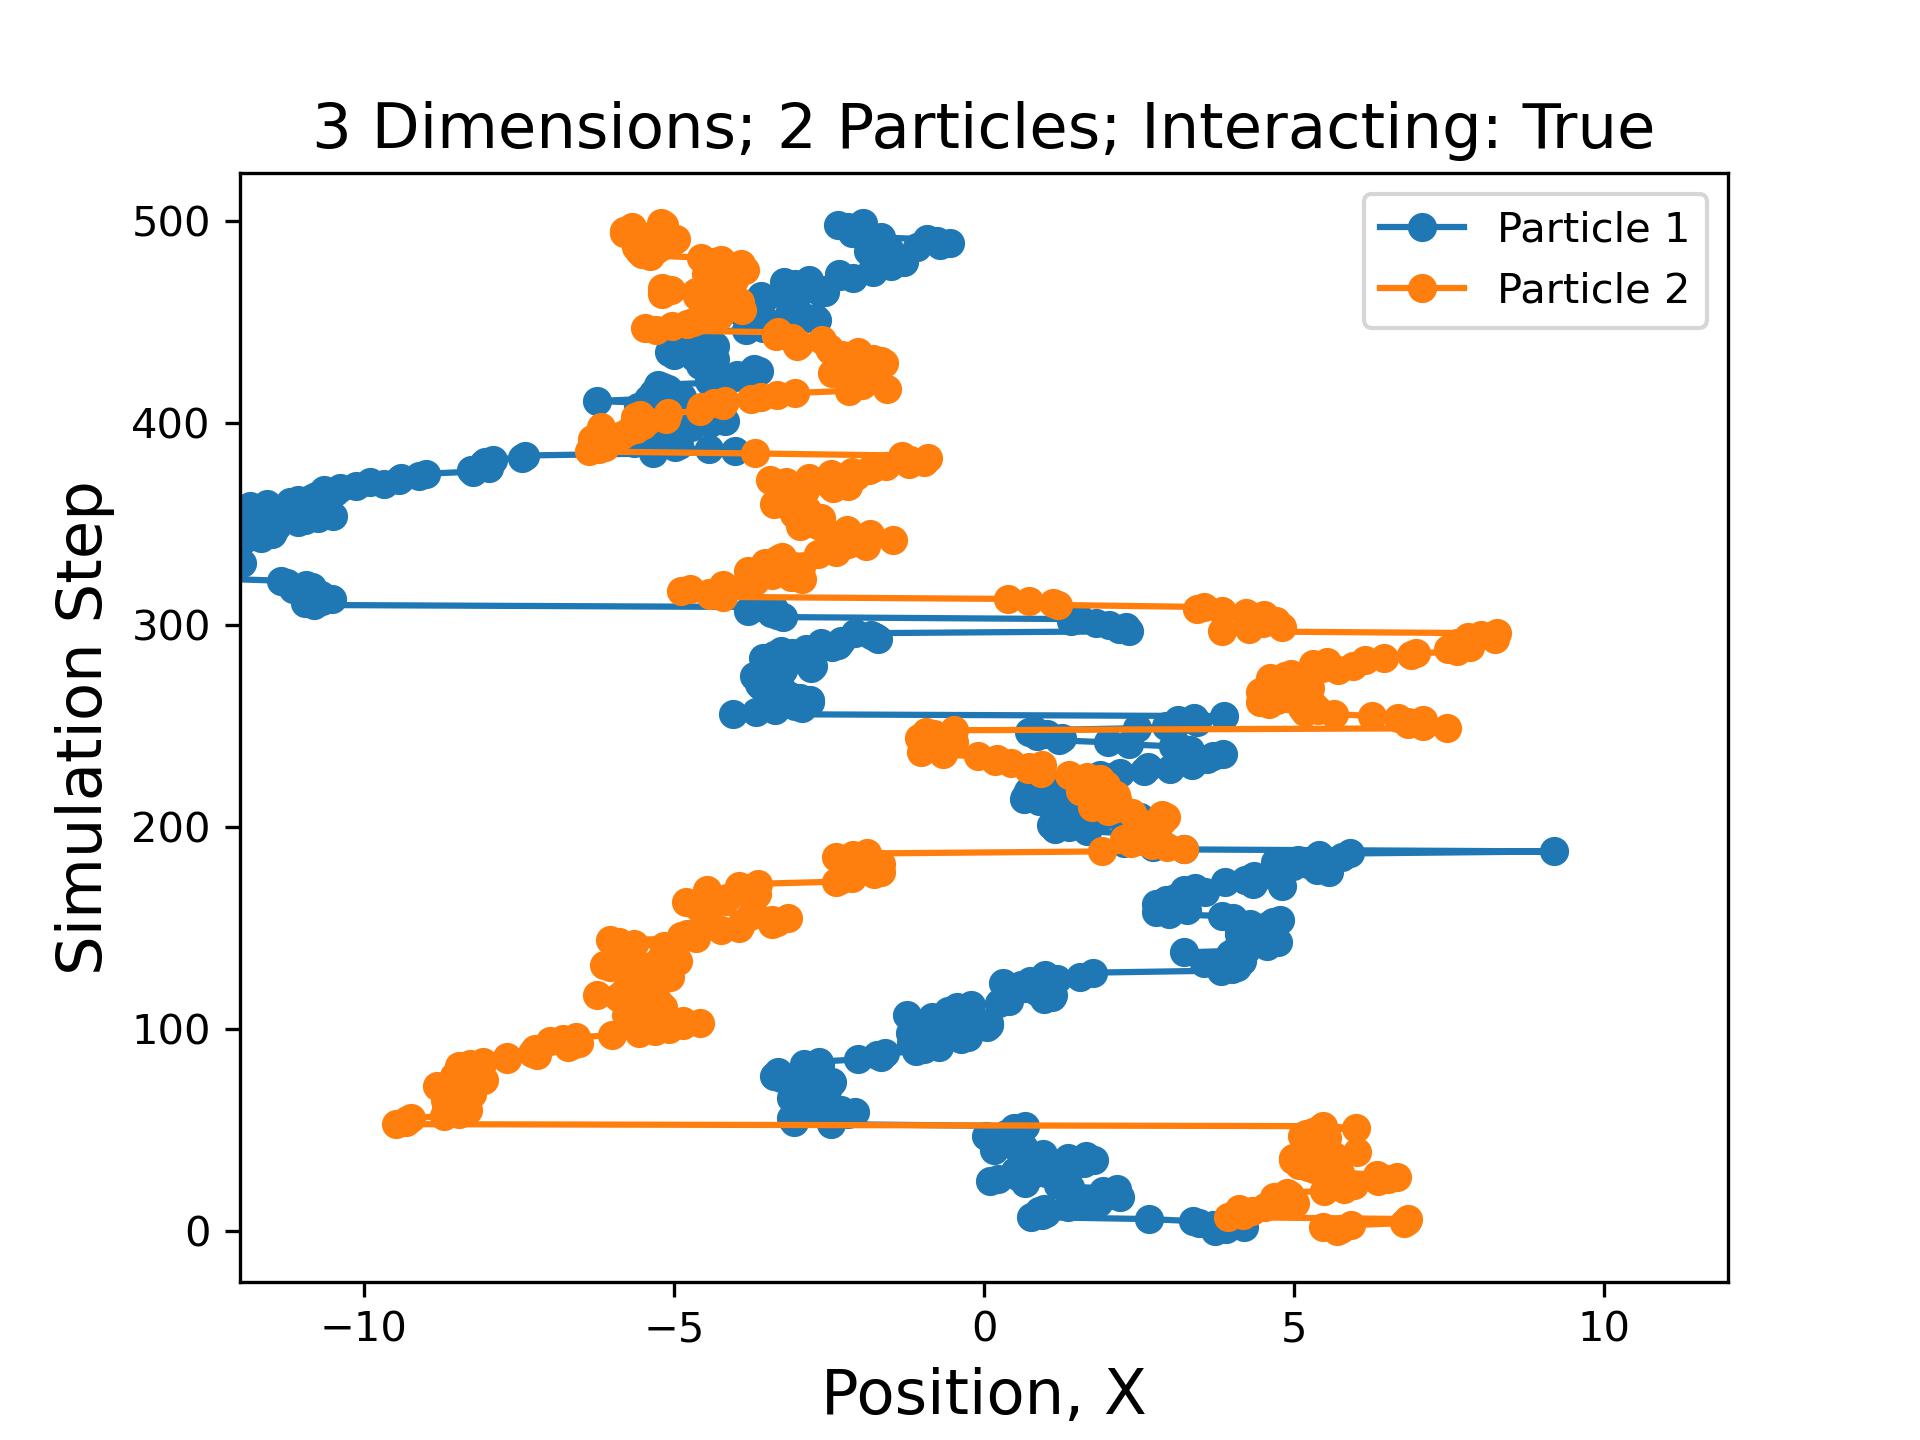 3 Dimensions; 2 Particles; Interacting: True
Particle 1
Particle 2
Simulation Step
500
400
300
200
100
0
−10
−5
0
5
10
Position, X